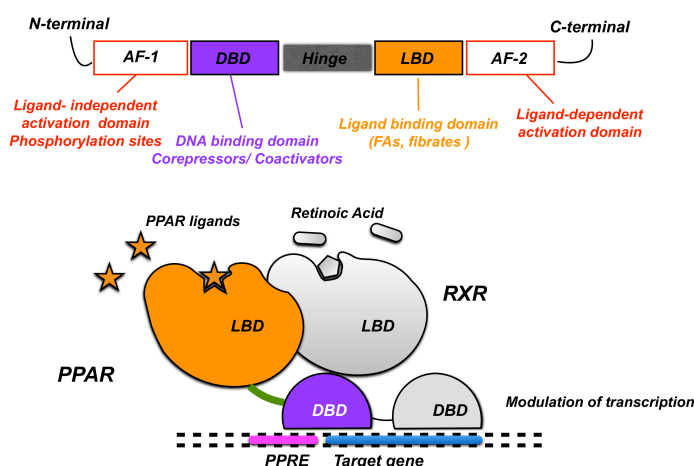 N-terminal
C-terminal
AF-1
DBD
Hinge
LBD
AF-2
Ligand- independent
activation domain
Phosphorylation sites
DNA binding domain
Corepressors/ Coactivators
Ligand binding domain
(FAs, fibrates )
Ligand-dependent
activation domain
PPAR ligands
Retinoic Acid
RXR
LBD
LBD
PPAR
DBD
DBD
Modulation of transcription
PPRE
Target gene